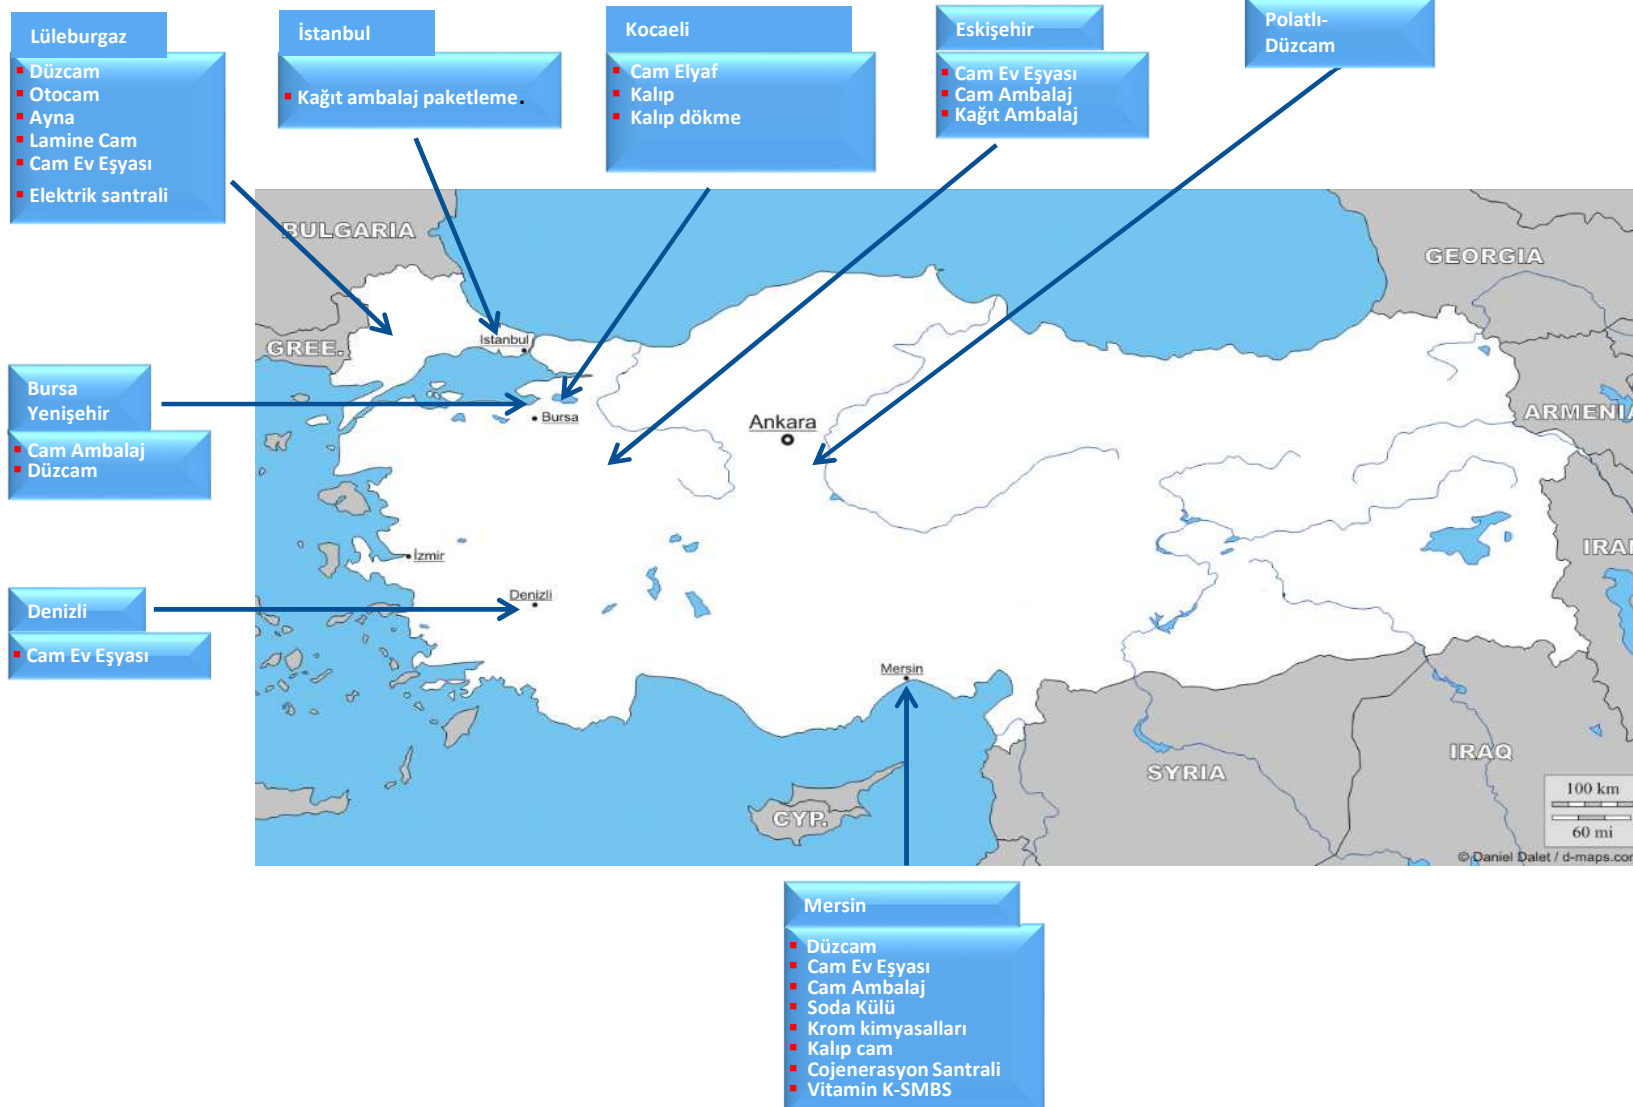 Lüleburgaz
Düzcam
Otocam
Ayna
Lamine Cam
Cam Ev Eşyası
Elektrik santrali
İstanbul
Kağıt ambalaj paketleme.
Kocaeli
Cam Elyaf
Kalıp
Kalıp dökme
Eskişehir
Cam Ev Eşyası
Cam Ambalaj
Kağıt Ambalaj
Polatlı-
Düzcam
BULGARIA
GEORGIA
GREE.
Istanbul
Bursa
Yenişehir
Cam Ambalaj
Düzcam
Bursa
Ankara
ARMENIA
İzmir
IRAN
Denizli
Cam Ev Eşyası
Denizli
Mersin
SYRIA
IRAQ
CYP.
100 km
60 mi
© Daniel Dalet / d-maps.com
Mersin
Düzcam
Cam Ev Eşyası
Cam Ambalaj
Soda Külü
Krom kimyasalları
Kalıp cam
Cojenerasyon Santrali
Vitamin K-SMBS